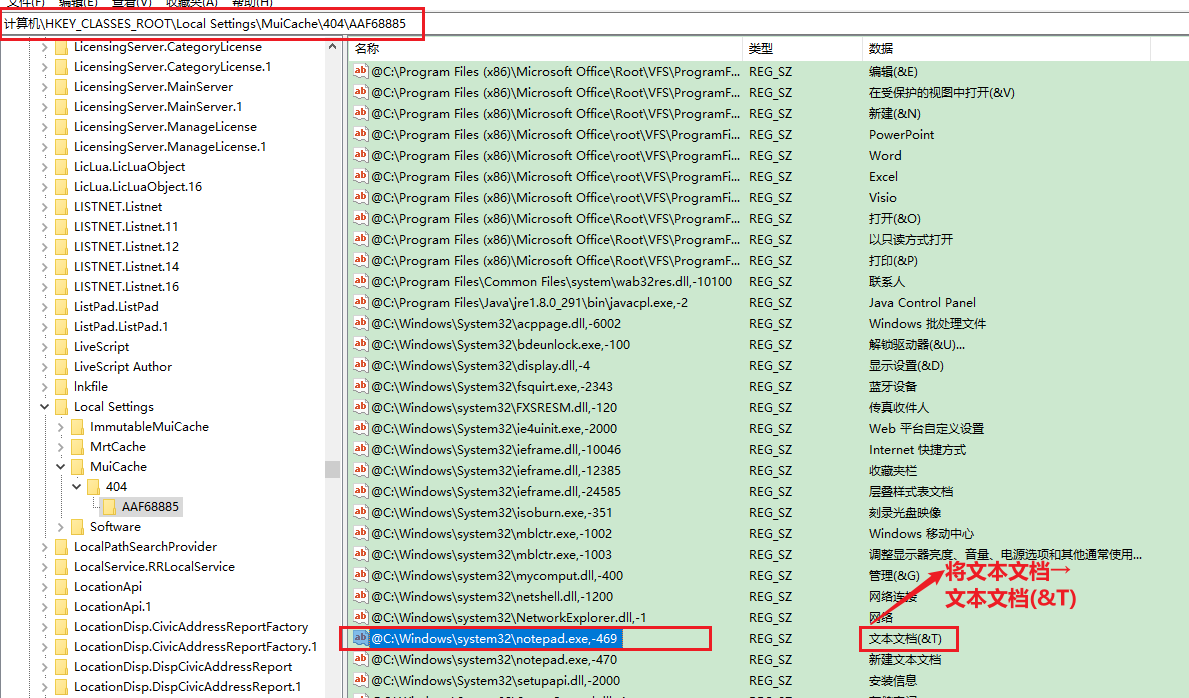 文件(F) 编辑(E) 查看(V) 收藏夹(A) 帮助(H)
计算机\HKEY_CLASSES_ROOT\Local Settings\MuiCache\404\AAF68885
LicensingServer.CategoryLicense
LicensingServer.CategoryLicense.1
LicensingServer.MainServer
LicensingServer.MainServer.1
LicensingServer.ManageLicense
LicensingServer.ManageLicense.1
LicLua.LicLuaObject
LicLua.LicLuaObject.16
LISTNET.Listnet
LISTNET.Listnet.11
LISTNET.Listnet.12
LISTNET.Listnet.14
LISTNET.Listnet.16
ListPad.ListPad
ListPad.ListPad.1
LiveScript
LiveScript Author
lnkfile
Local Settings
ImmutableMuiCache
MrtCache
MuiCache
404
AAF68885
Software
LocalPathSearchProvider
LocalService.RRLocalService
LocationApi
LocationApi.1
LocationDisp.CivicAddressReportFactory
LocationDisp.CivicAddressReportFactory.1
LocationDisp.DispCivicAddressReport
LocationDisp.DispCivicAddressReport.1
名称 类型 数据
@C:\Program Files (x86)\Microsoft Office\Root\VFS\ProgramF... REG_SZ 编辑(&E)
@C:\Program Files (x86)\Microsoft Office\Root\VFS\ProgramF... REG_SZ 在受保护的视图中打开(&V)
@C:\Program Files (x86)\Microsoft Office\Root\VFS\ProgramF... REG_SZ 新建(&N)
@C:\Program Files (x86)\Microsoft Office\root\VFS\ProgramFi... REG_SZ PowerPoint
@C:\Program Files (x86)\Microsoft Office\root\VFS\ProgramFi... REG_SZ Word
@C:\Program Files (x86)\Microsoft Office\root\VFS\ProgramFi... REG_SZ Excel
@C:\Program Files (x86)\Microsoft Office\root\VFS\ProgramFi... REG_SZ Visio
@C:\Program Files (x86)\Microsoft Office\Root\VFS\ProgramF... REG_SZ 打开(&O)
@C:\Program Files (x86)\Microsoft Office\Root\VFS\ProgramF... REG_SZ 以只读方式打开
@C:\Program Files (x86)\Microsoft Office\Root\VFS\ProgramF... REG_SZ 打印(&P)
@C:\Program Files\Common Files\system\wab32res.dll,-10100 REG_SZ 联系人
@C:\Program Files\Java\jre1.8.0_291\bin\javacpl.exe,-2 REG_SZ Java Control Panel
@C:\Windows\System32\acppage.dll,-6002 REG_SZ Windows 批处理文件
@C:\Windows\System32\bdeunlock.exe,-100 REG_SZ 解锁驱动器(&U)...
@C:\Windows\System32\display.dll,-4 REG_SZ 显示设置(&D)
@C:\Windows\system32\fsquirt.exe,-2343 REG_SZ 蓝牙设备
@C:\Windows\system32\FXSRESM.dll,-120 REG_SZ 传真收件人
@C:\Windows\system32\ie4uinit.exe,-2000 REG_SZ Web 平台自定义设置
@C:\Windows\System32\ieframe.dll,-10046 REG_SZ Internet 快捷方式
@C:\Windows\System32\ieframe.dll,-12385 REG_SZ 收藏夹栏
@C:\Windows\System32\ieframe.dll,-24585 REG_SZ 层叠样式表文档
@C:\Windows\System32\isoburn.exe,-351 REG_SZ 刻录光盘映像
@C:\Windows\system32\mblctr.exe,-1002 REG_SZ Windows 移动中心
@C:\Windows\system32\mblctr.exe,-1003 REG_SZ 调整显示器亮度、音量、电源选项和其他通常使用...
@C:\Windows\system32\mycomput.dll,-400 REG_SZ 管理(&G)
@C:\Windows\system32\netshell.dll,-1200 REG_SZ 网络连接
@C:\Windows\system32\NetworkExplorer.dll,-1 REG_SZ 网络
@C:\Windows\system32\notepad.exe,-469 REG_SZ 文本文档(&T)
@C:\Windows\system32\notepad.exe,-470 REG_SZ 新建文本文档
@C:\Windows\System32\setupapi.dll,-2000 REG_SZ 安装信息
将文本文档→
文本文档(&T)